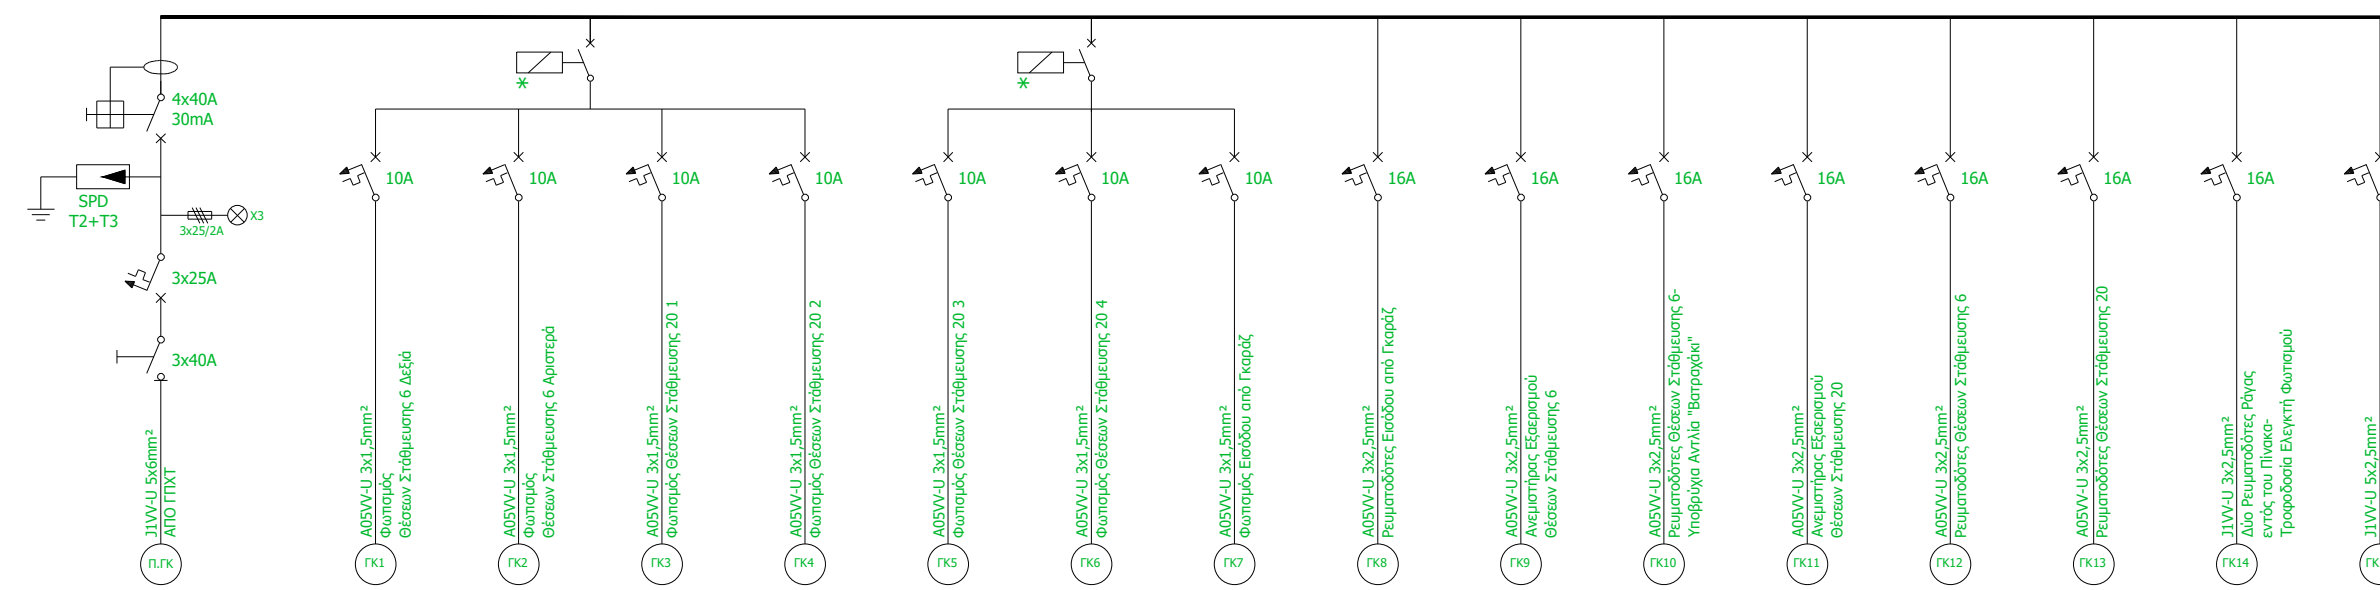 4x40A
30mA
SPD
T2+T3
3x25/2A
X3
3x25A
3x40A
J1VV-U 5x6mm²
ΑΠΟ ΓΠΧΤ
Π.ΓΚ
*
10A
A05VV-U 3x1,5mm²
Φωτισμός
Θέσεων Στάθμευσης 6 Δεξιά
ΓΚ1
10A
A05VV-U 3x1,5mm²
Φωτισμός
Θέσεων Στάθμευσης 6 Αριστερά
ΓΚ2
10A
A05VV-U 3x1,5mm²
Φωτισμός Θέσεων Στάθμευσης 20 1
ΓΚ3
10A
A05VV-U 3x1,5mm²
Φωτισμός Θέσεων Στάθμευσης 20 2
ΓΚ4
*
10A
A05VV-U 3x1,5mm²
Φωτισμός Θέσεων Στάθμευσης 20 3
ΓΚ5
10A
A05VV-U 3x1,5mm²
Φωτισμός Θέσεων Στάθμευσης 20 4
ΓΚ6
10A
A05VV-U 3x1,5mm²
Φωτισμός Εισόδου από Γκαράζ
ΓΚ7
16A
A05VV-U 3x2,5mm²
Ρευματοδότες Εισόδου από Γκαράζ
ΓΚ8
16A
A05VV-U 3x2,5mm²
Ανεμιστήρας Εξαερισμού
Θέσεων Στάθμευσης 6
ΓΚ9
16A
A05VV-U 3x2,5mm²
Ρευματοδότες Θέσεων Στάθμευσης 6-
Υποβρύχια Αντλία "Βατραχάκι"
ΓΚ10
16A
A05VV-U 3x2,5mm²
Ανεμιστήρας Εξαερισμού
Θέσεων Στάθμευσης 20
ΓΚ11
16A
A05VV-U 3x2,5mm²
Ρευματοδότες Θέσεων Στάθμευσης 6
ΓΚ12
16A
A05VV-U 3x2,5mm²
Ρευματοδότες Θέσεων Στάθμευσης 20
ΓΚ13
16A
J1VV-U 3x2,5mm²
Δύο Ρευματοδότες Ράγας
εντός του Πίνακα-
Τροφοδοσία Ελεγκτή Φωτισμού
ΓΚ14
J1VV-U 5x2,5mm²
ΓΚ